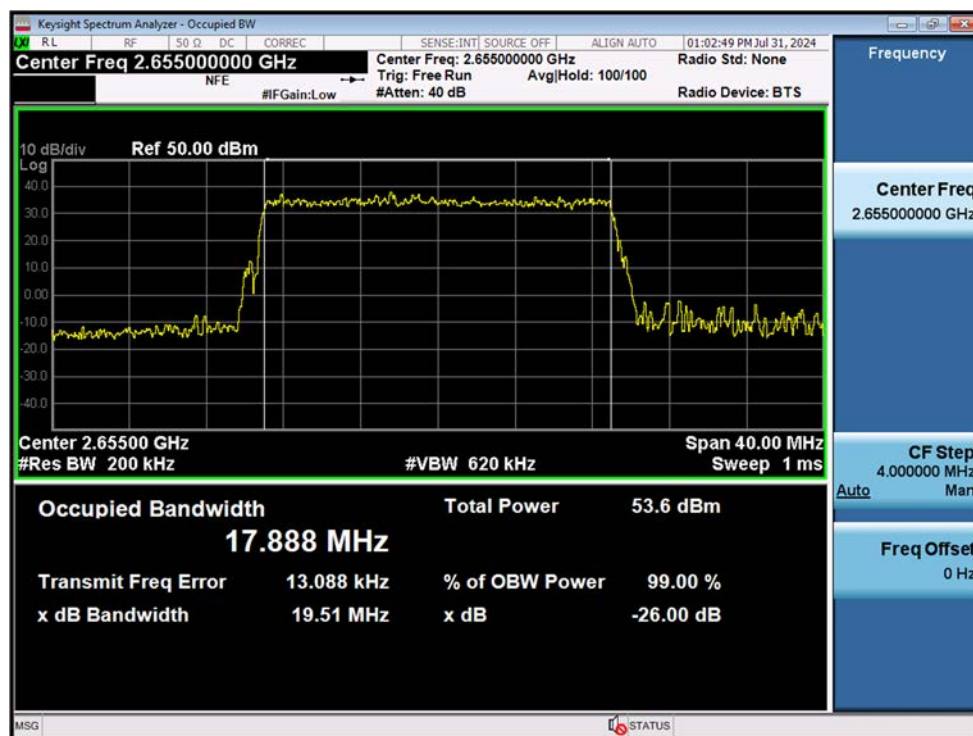 Keysight Spectrum Analyzer - Occupied BW
RL RF 50 Ω DC CORREC SENSE:INT SOURCE OFF ALIGN AUTO 01:02:49 PM Jul 31, 2024
Center Freq 2.655000000 GHz
NFE
#IFGain:Low
Center Freq: 2.655000000 GHz
Trig: Free Run Avg|Hold: 100/100
#Atten: 40 dB
Radio Std: None
Radio Device: BTS
Frequency
10 dB/div Ref 50.00 dBm
Log
40.0
30.0
20.0
10.0
0.00
-10.0
-20.0
-30.0
-40.0
Center 2.65500 GHz Span 40.00 MHz
#Res BW 200 kHz #VBW 620 kHz Sweep 1 ms
Center Freq
2.655000000 GHz
CF Step
4.000000 MHz
Auto Man
Freq Offset
0 Hz
Occupied Bandwidth Total Power 53.6 dBm
17.888 MHz
Transmit Freq Error 13.088 kHz % of OBW Power 99.00 %
x dB Bandwidth 19.51 MHz x dB -26.00 dB
MSG STATUS